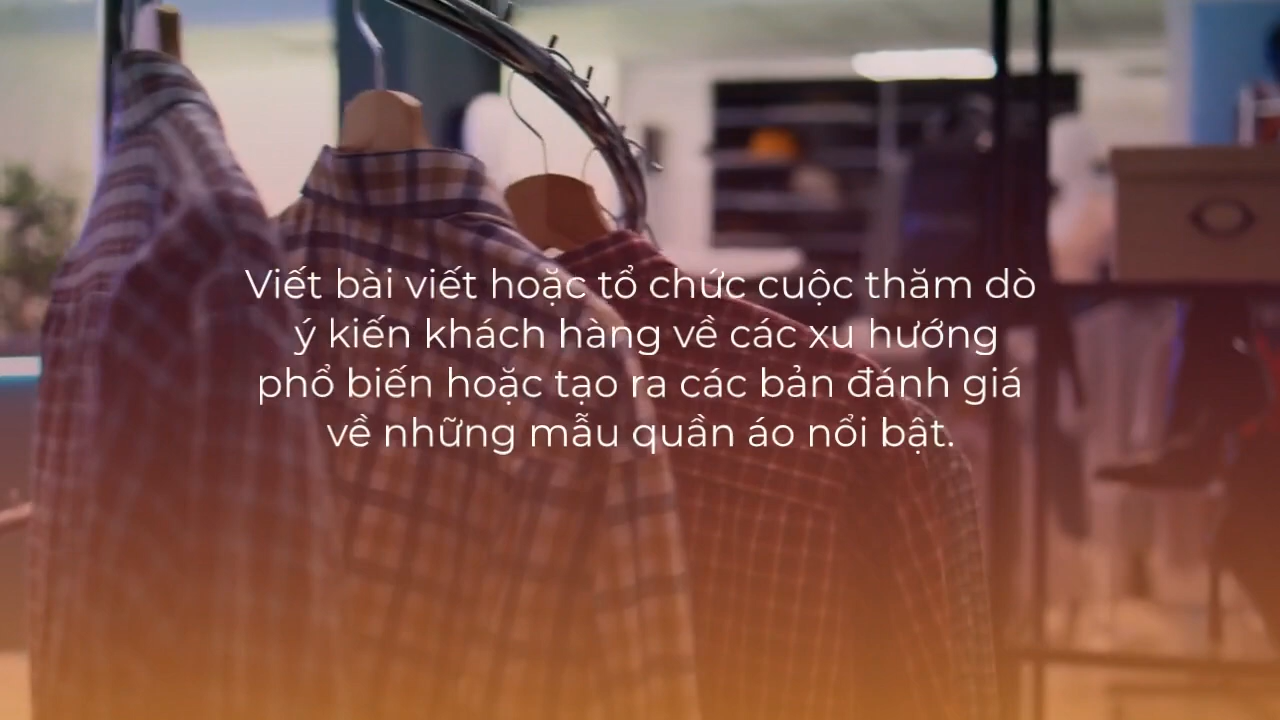 Viết bài viết hoặc tổ chức cuộc thăm dò
ý kiến khách hàng về các xu hướng
phổ biến hoặc tạo ra các bản đánh giá
về những mẫu quần áo nổi bật.